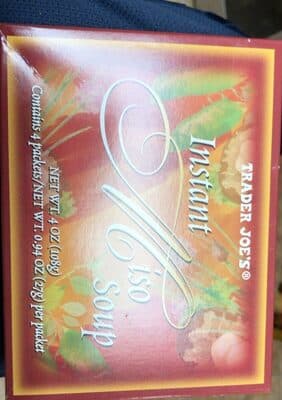 TRADER JOE'S®
Instant
Miso
Soup
NET WT. 4 OZ (108g)
Contains 4 packets/NET WT. 0.94 OZ (27g) per packet